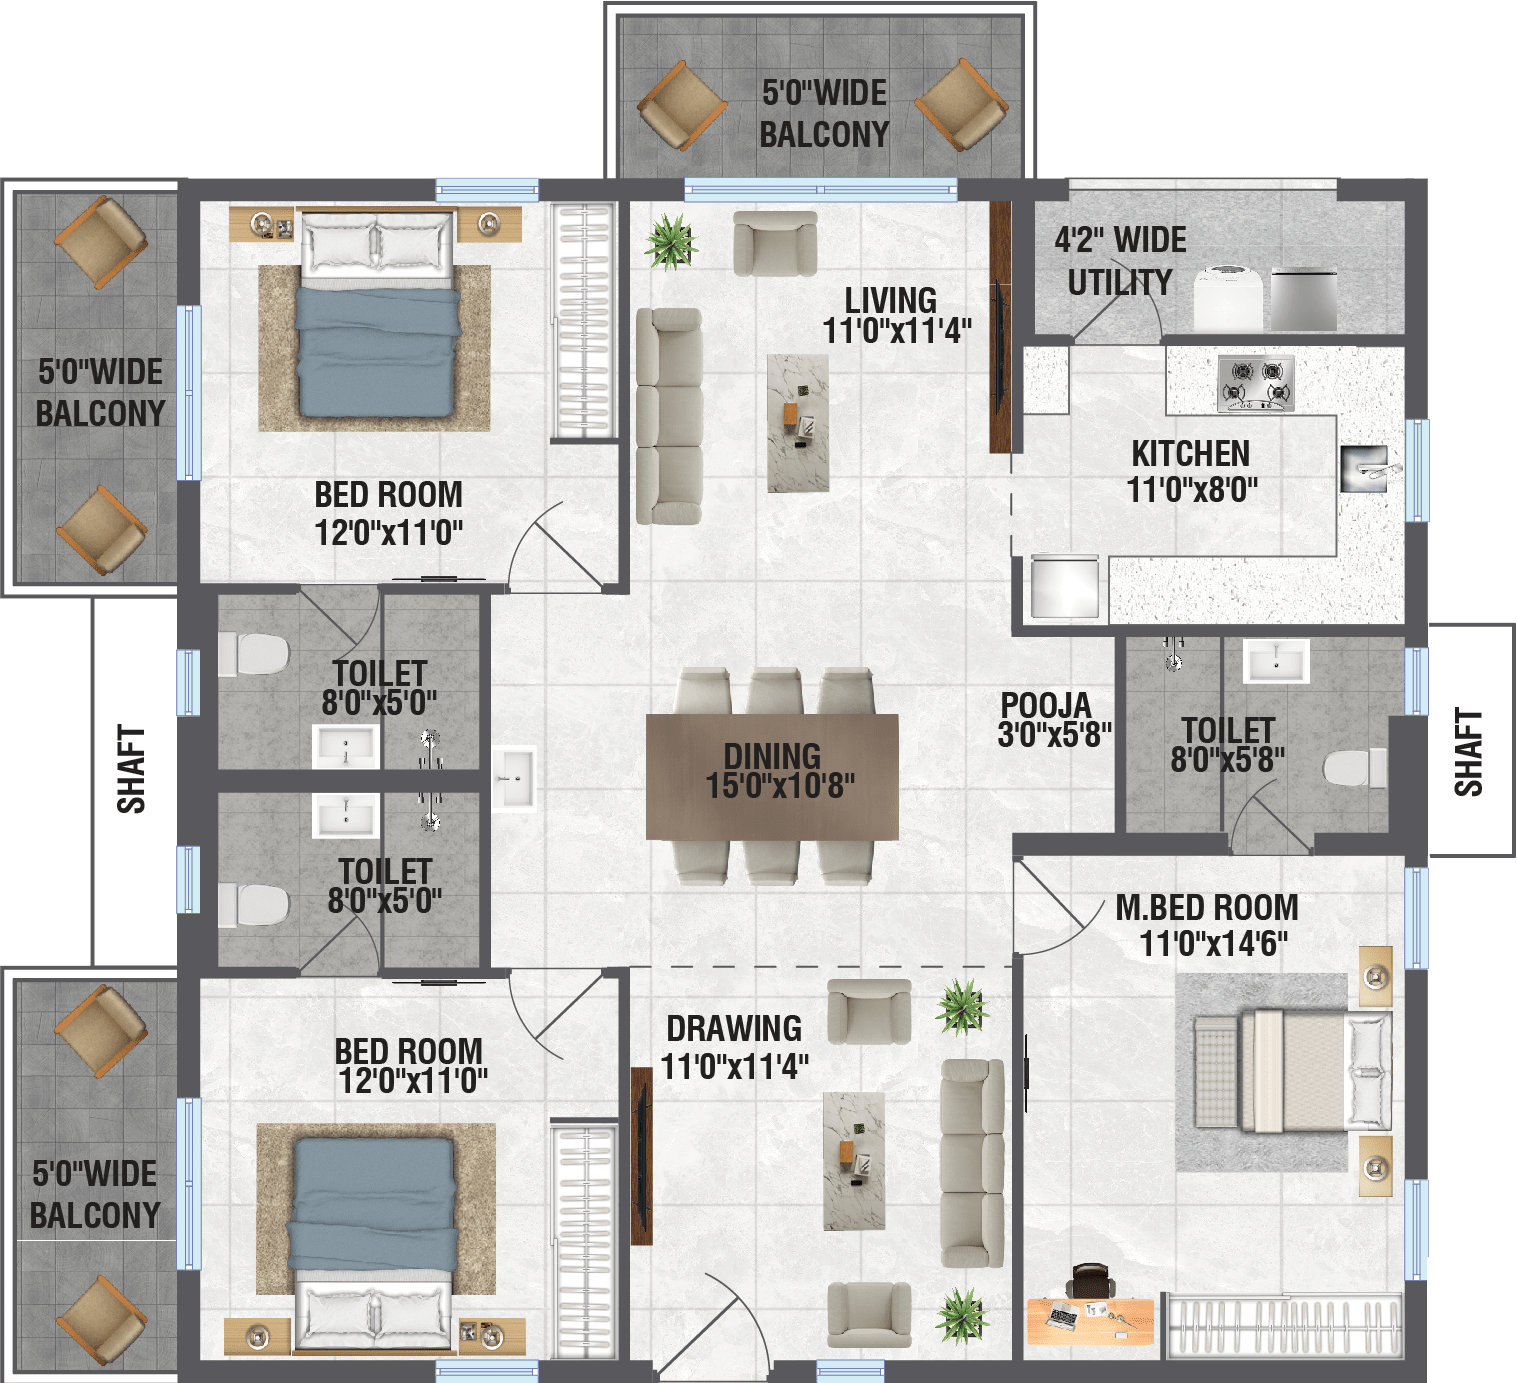 5'0"WIDE
BALCONY
4'2" WIDE
UTILITY
LIVING
11'0"x11'4"
5'0"WIDE
BALCONY
KITCHEN
11'0"x8'0"
BED ROOM
12'0"x11'0"
TOILET
8'0"x5'0"
POOJA
3'0"x5'8"
TOILET
8'0"x5'8"
SHAFT
SHAFT
DINING
15'0"x10'8"
TOILET
8'0"x5'0"
M.BED ROOM
11'0"x14'6"
BED ROOM
12'0"x11'0"
DRAWING
11'0"x11'4"
5'0"WIDE
BALCONY